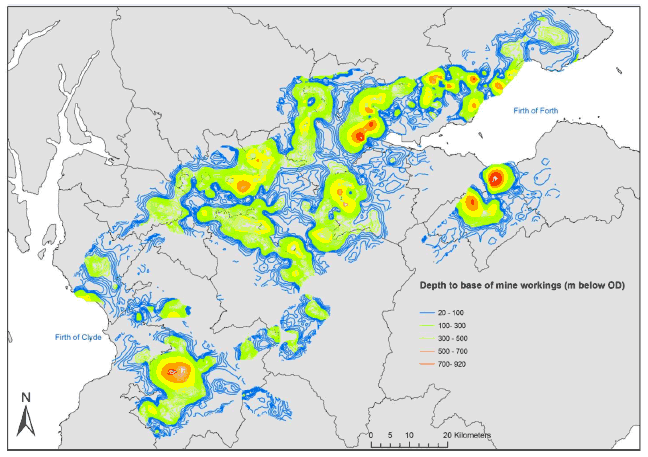 Firth of Forth
Depth to base of mine workings (m below OD)
20 - 100
100- 300
300 - 500
500 - 700
700- 920
Firth of Clyde
N
0 5 10 20 Kilometers